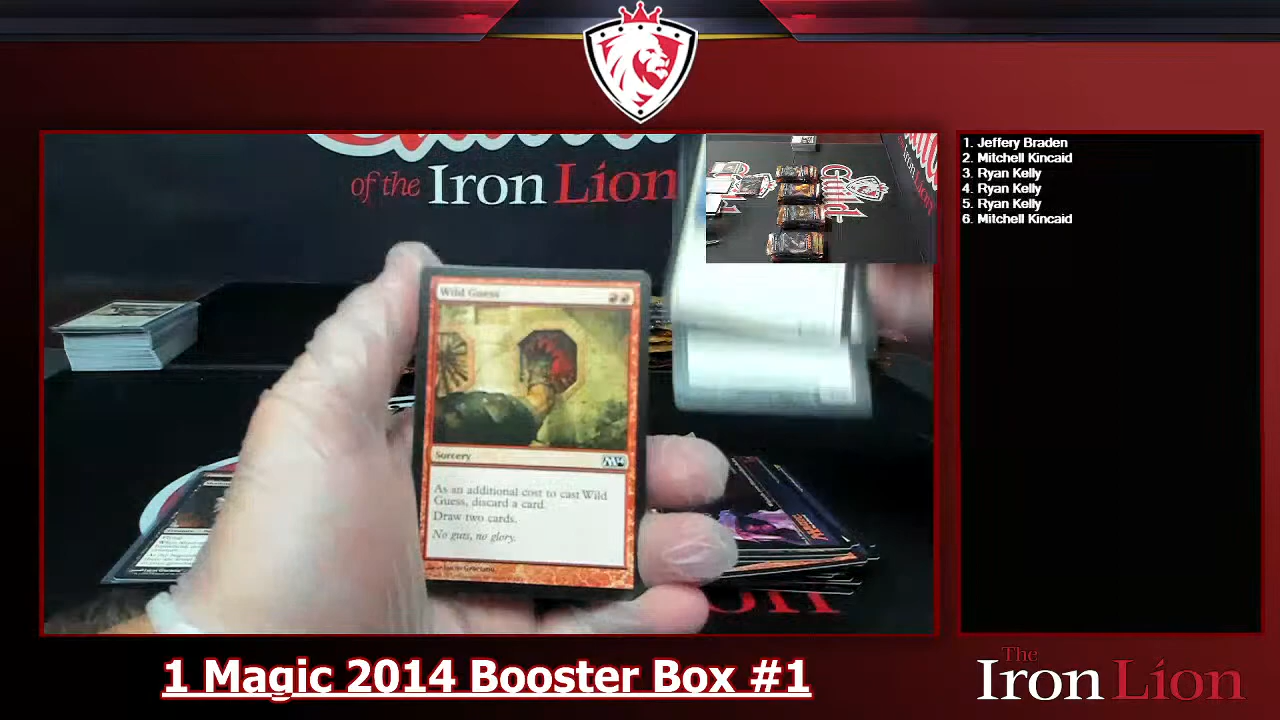 of the Iron Lion
1. Jeffery Braden
2. Mitchell Kincaid
3. Ryan Kelly
4. Ryan Kelly
5. Ryan Kelly
6. Mitchell Kincaid
Wild Guess
Sorcery
M14
As an additional cost to cast Wild
Guess, discard a card.
Draw two cards.
No guts, no glory.
1 Magic 2014 Booster Box #1
The
Iron Lion